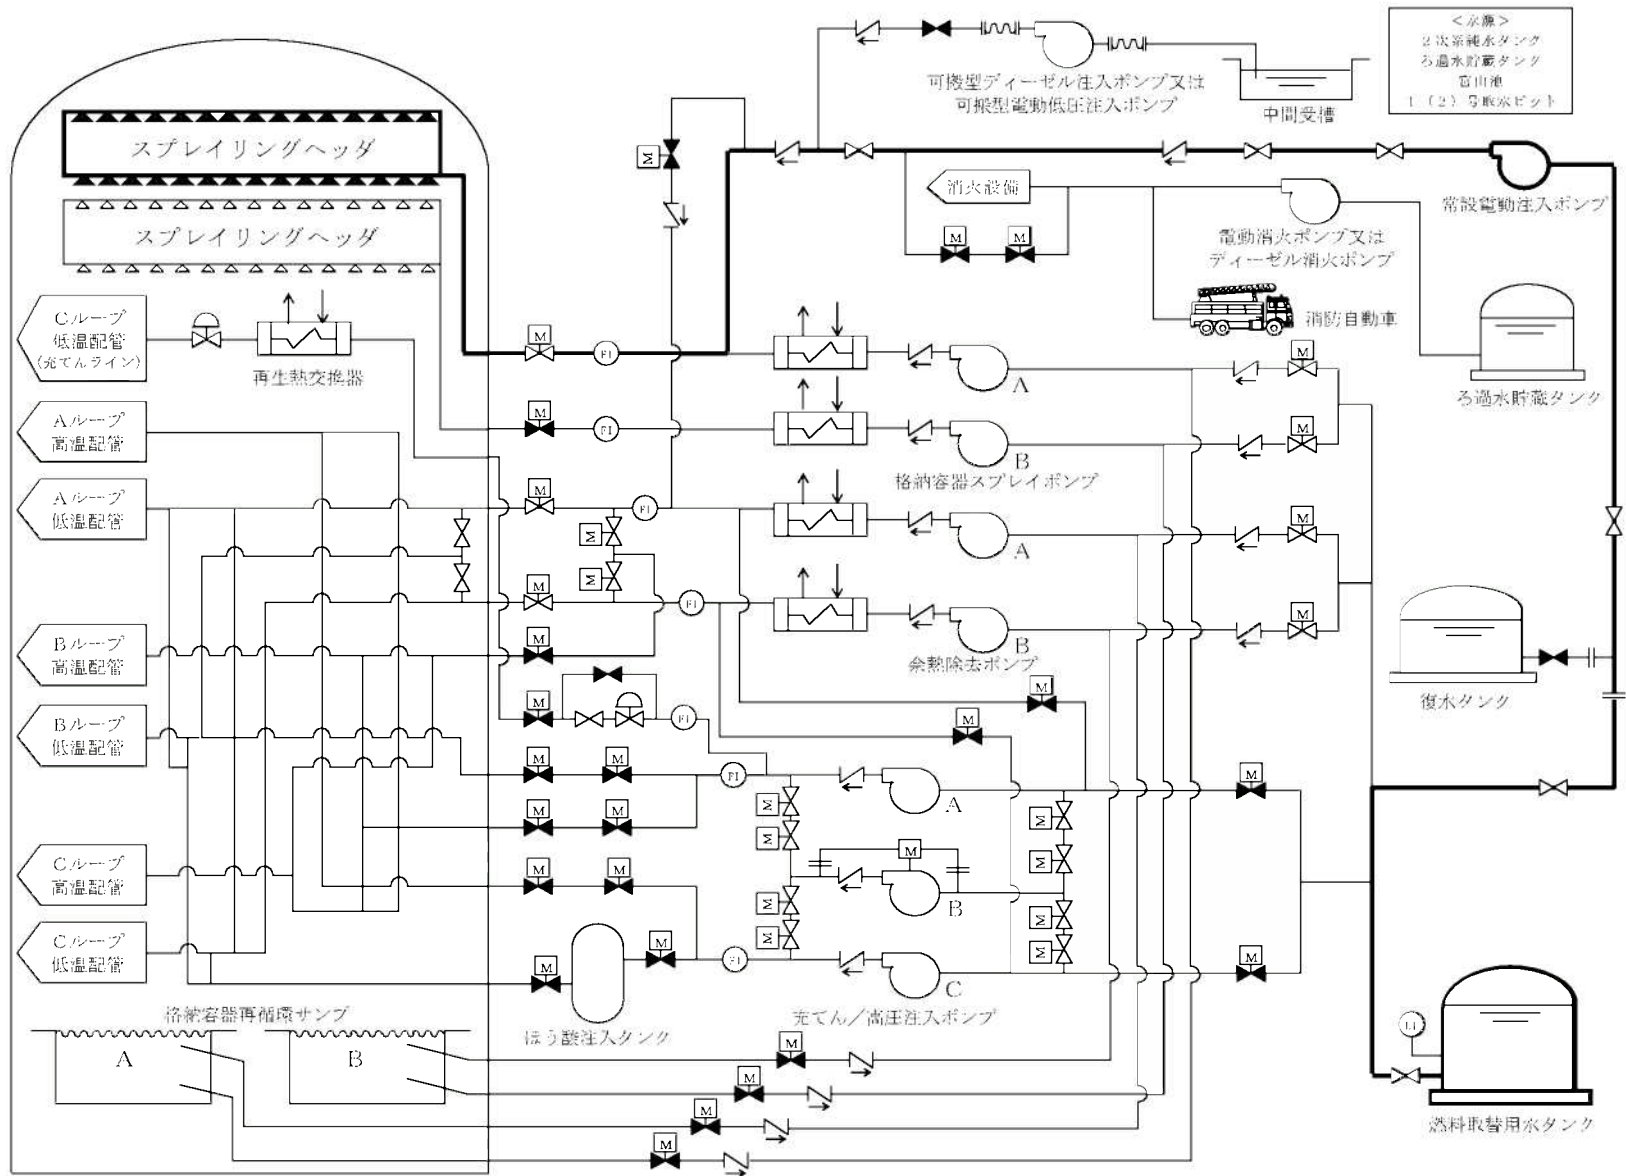 <水源>
2次系純水タンク
ろ過水貯蔵タンク
宮山池
1(2)号取水ピット
可搬型ディーゼル注入ポンプ又は
可搬型電動低圧注入ポンプ
中間受槽
スプレイリングヘッダ
スプレイリングヘッダ
M
消火設備
常設電動注入ポンプ
M
M
電動消火ポンプ又は
ディーゼル消火ポンプ
消防自動車
ろ過水貯蔵タンク
Cループ
低温配管
(充てんライン)
再生熱交換器
M
FI
A
M
Aループ
高温配管
M
FI
B
M
格納容器スプレイポンプ
Aループ
低温配管
M
FI
M
A
M
M
M
FI
B
M
余熱除去ポンプ
Bループ
高温配管
M
復水タンク
M
M
FI
M
Bループ
低温配管
M
M
FI
A
M
M
M
M
M
M
M
Cループ
高温配管
M
M
M
B
M
M
M
M
Cループ
低温配管
M
M
FI
C
M
ほう酸注入タンク
充てん/高圧注入ポンプ
格納容器再循環サンプ
A
B
M
M
M
M
LI
燃料取替用水タンク